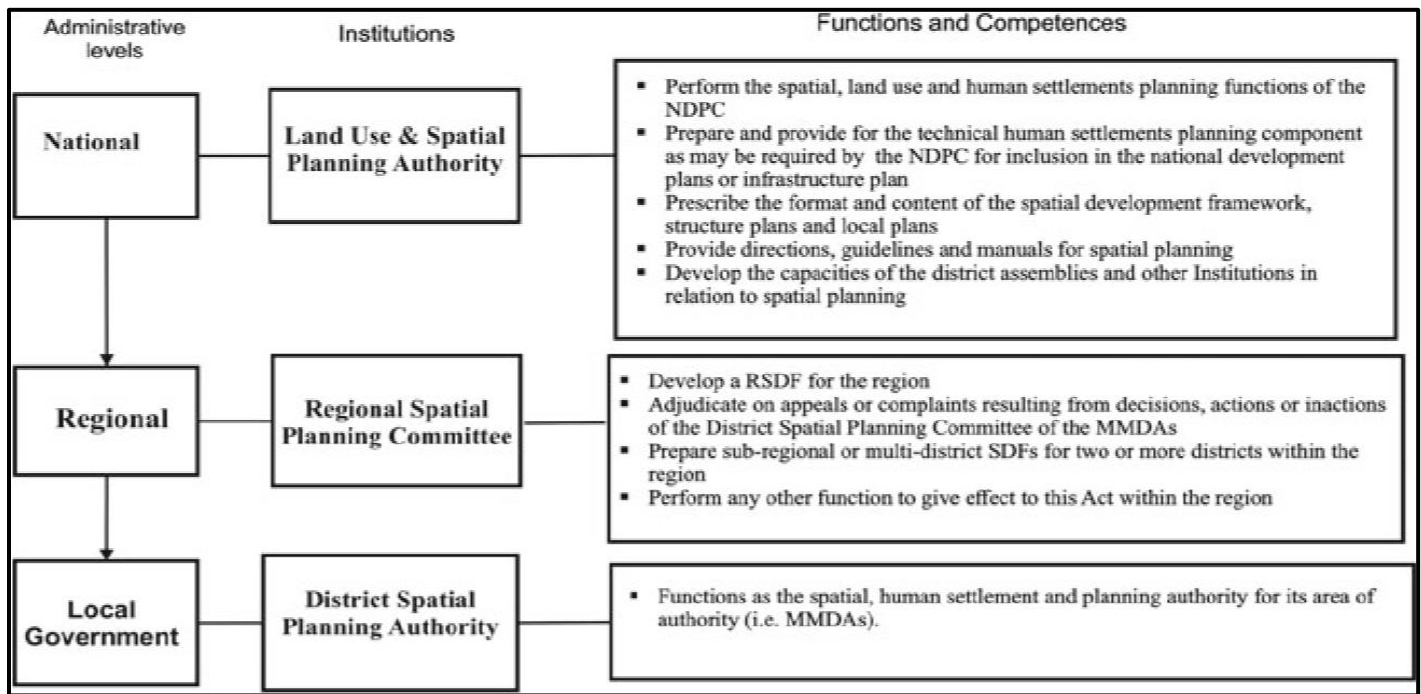 Administrative
levels
Institutions
Functions and Competences
National
Land Use & Spatial
Planning Authority
▪ Perform the spatial, land use and human settlements planning functions of the
NDPC
▪ Prepare and provide for the technical human settlements planning component
as may be required by the NDPC for inclusion in the national development
plans or infrastructure plan
▪ Prescribe the format and content of the spatial development framework,
structure plans and local plans
▪ Provide directions, guidelines and manuals for spatial planning
▪ Develop the capacities of the district assemblies and other Institutions in
relation to spatial planning
Regional
Regional Spatial
Planning Committee
▪ Develop a RSDF for the region
▪ Adjudicate on appeals or complaints resulting from decisions, actions or inactions
of the District Spatial Planning Committee of the MMDAs
▪ Prepare sub-regional or multi-district SDFs for two or more districts within the
region
▪ Perform any other function to give effect to this Act within the region
Local
Government
District Spatial
Planning Authority
▪ Functions as the spatial, human settlement and planning authority for its area of
authority (i.e. MMDAs).